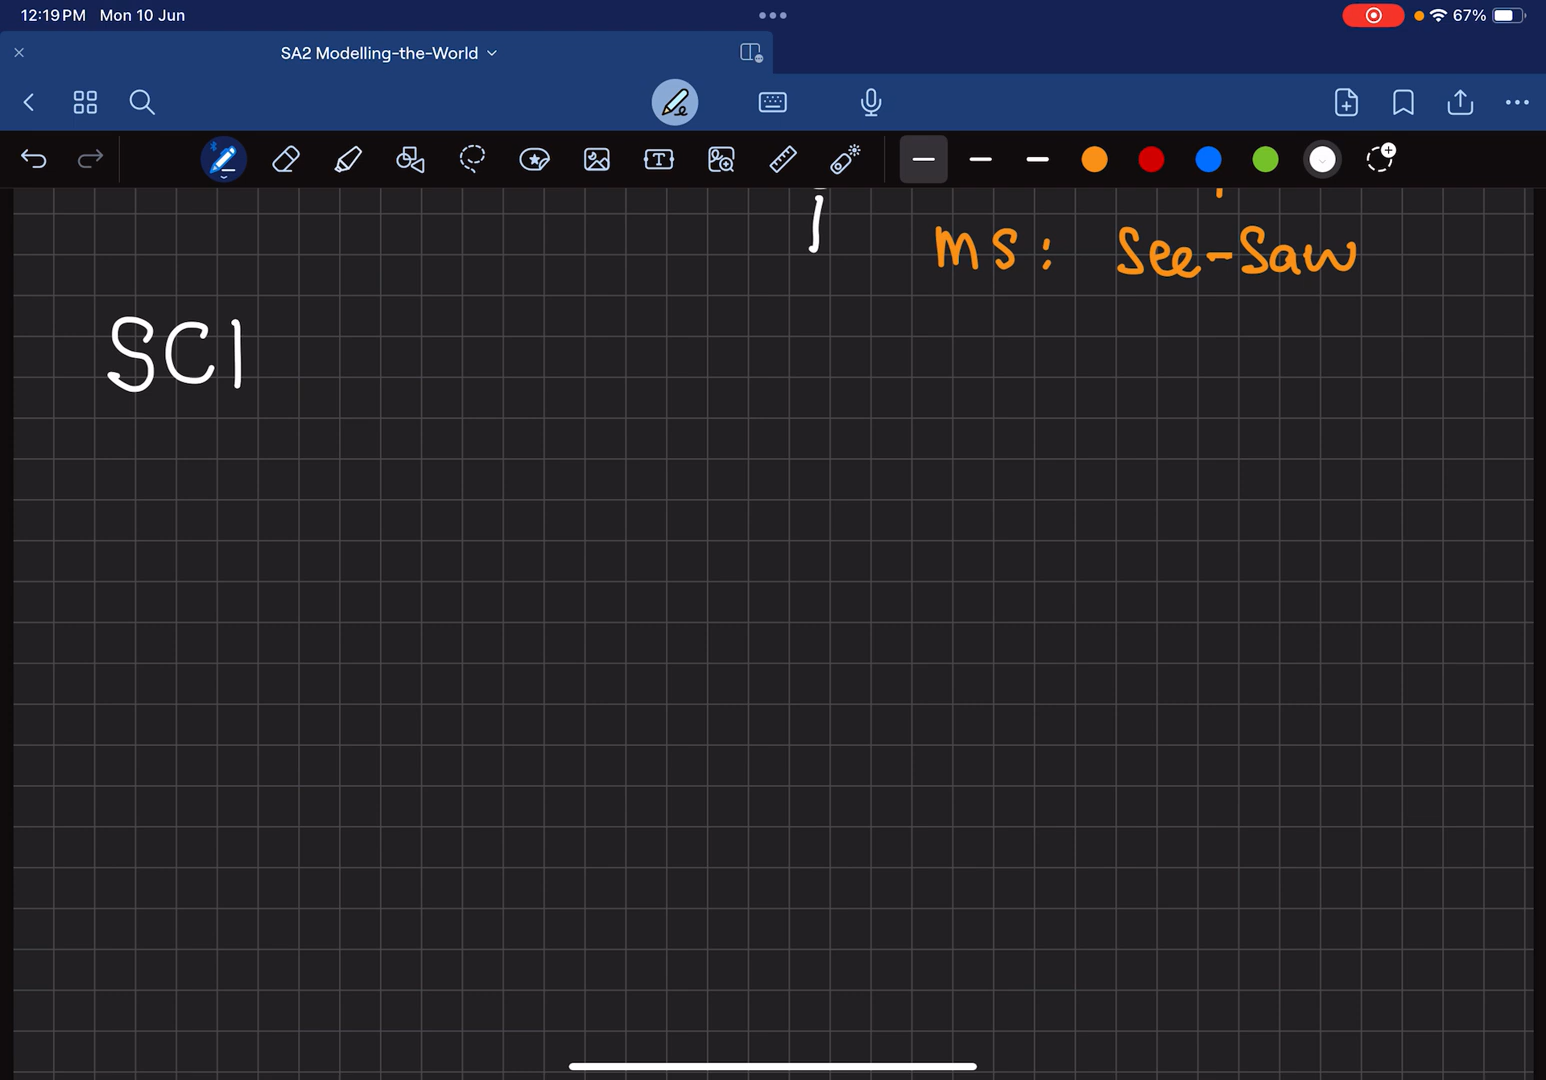 12:19 PM Mon 10 Jun
67%
SA2 Modelling-the-World
T
MS: See-Saw
SCI